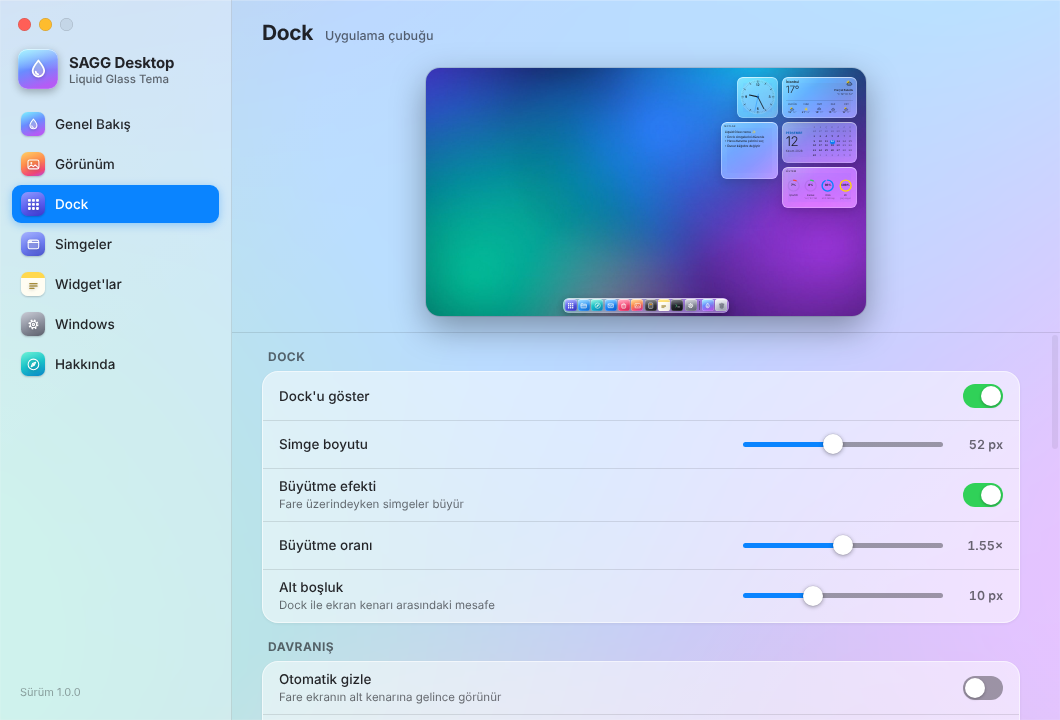 SAGG Desktop
Liquid Glass Tema
Genel Bakış
Görünüm
Dock
Simgeler
Widget'lar
Windows
Hakkında
Sürüm 1.0.0
Dock Uygulama çubuğu
17°
12
DOCK
Dock'u göster
Simge boyutu 52 px
Büyütme efekti
Fare üzerindeyken simgeler büyür
Büyütme oranı 1.55×
Alt boşluk 10 px
Dock ile ekran kenarı arasındaki mesafe
DAVRANIŞ
Otomatik gizle
Fare ekranın alt kenarına gelince görünür